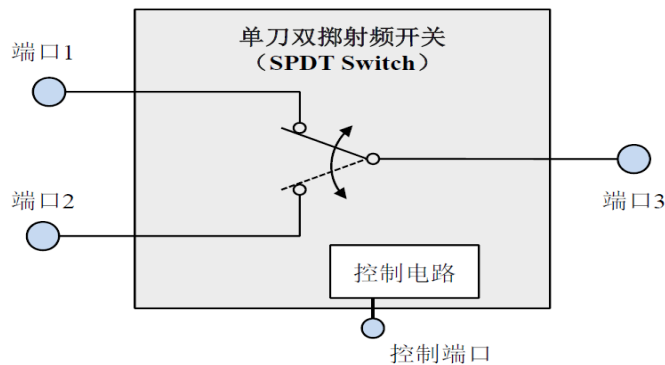 单刀双掷射频开关
（SPDT Switch）
端口1
端口2
端口3
控制电路
控制端口